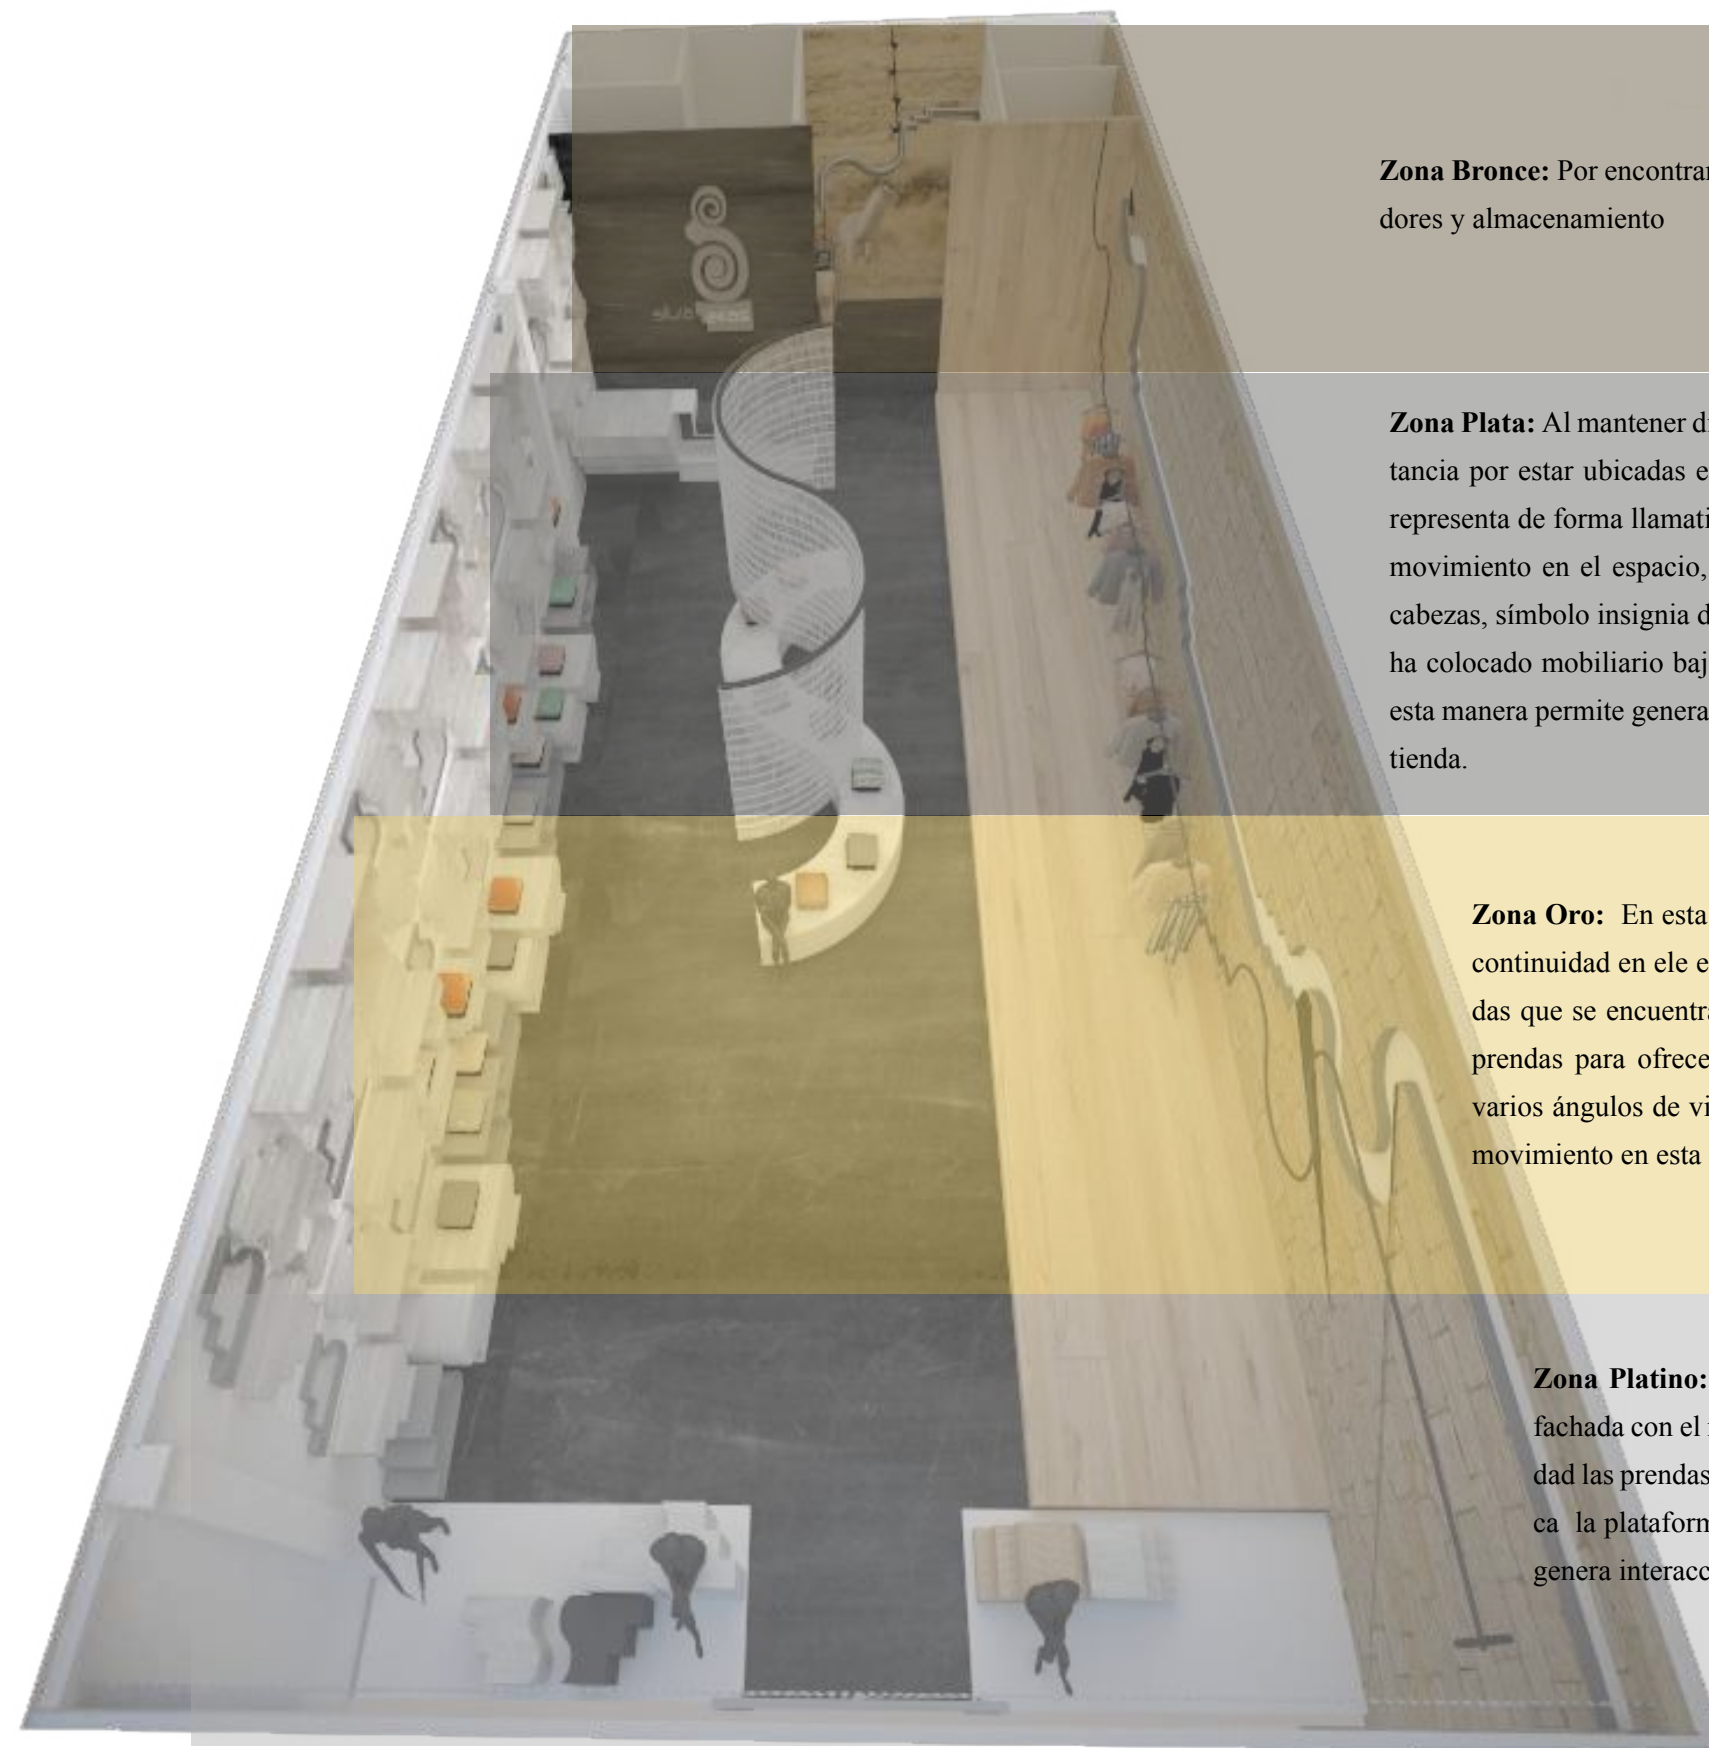 Zona Bronce: Por encontrar
dores y almacenamiento
Zona Plata: Al mantener di
tancia por estar ubicadas e
representa de forma llamati
movimiento en el espacio,
cabezas, símbolo insignia d
ha colocado mobiliario baj
esta manera permite genera
tienda.
Zona Oro: En esta
continuidad en ele e
das que se encuentra
prendas para ofrece
varios ángulos de vi
movimiento en esta
Zona Platino:
fachada con el
dad las prendas
ca la plataform
genera interacc